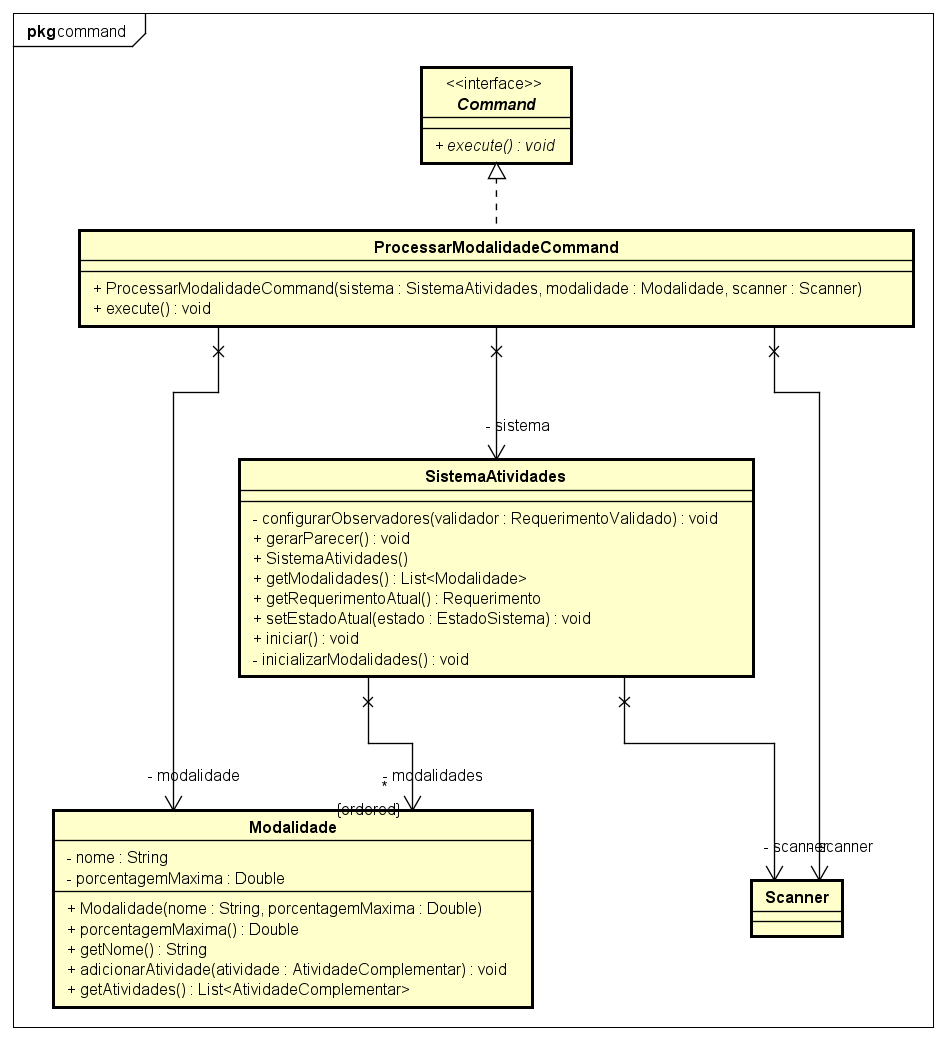 pkg command
<<interface>>
Command
+ execute() : void
ProcessarModalidadeCommand
+ ProcessarModalidadeCommand(sistema : SistemaAtividades, modalidade : Modalidade, scanner : Scanner)
+ execute() : void
- sistema
SistemaAtividades
- configurarObservadores(validador : RequerimentoValidado) : void
+ gerarParecer() : void
+ SistemaAtividades()
+ getModalidades() : List<Modalidade>
+ getRequerimentoAtual() : Requerimento
+ setEstadoAtual(estado : EstadoSistema) : void
+ iniciar() : void
- inicializarModalidades() : void
- modalidade
- modalidades
*
{ordered}
Modalidade
- nome : String
- porcentagemMaxima : Double
+ Modalidade(nome : String, porcentagemMaxima : Double)
+ porcentagemMaxima() : Double
+ getNome() : String
+ adicionarAtividade(atividade : AtividadeComplementar) : void
+ getAtividades() : List<AtividadeComplementar>
- scanner
- scanner
Scanner